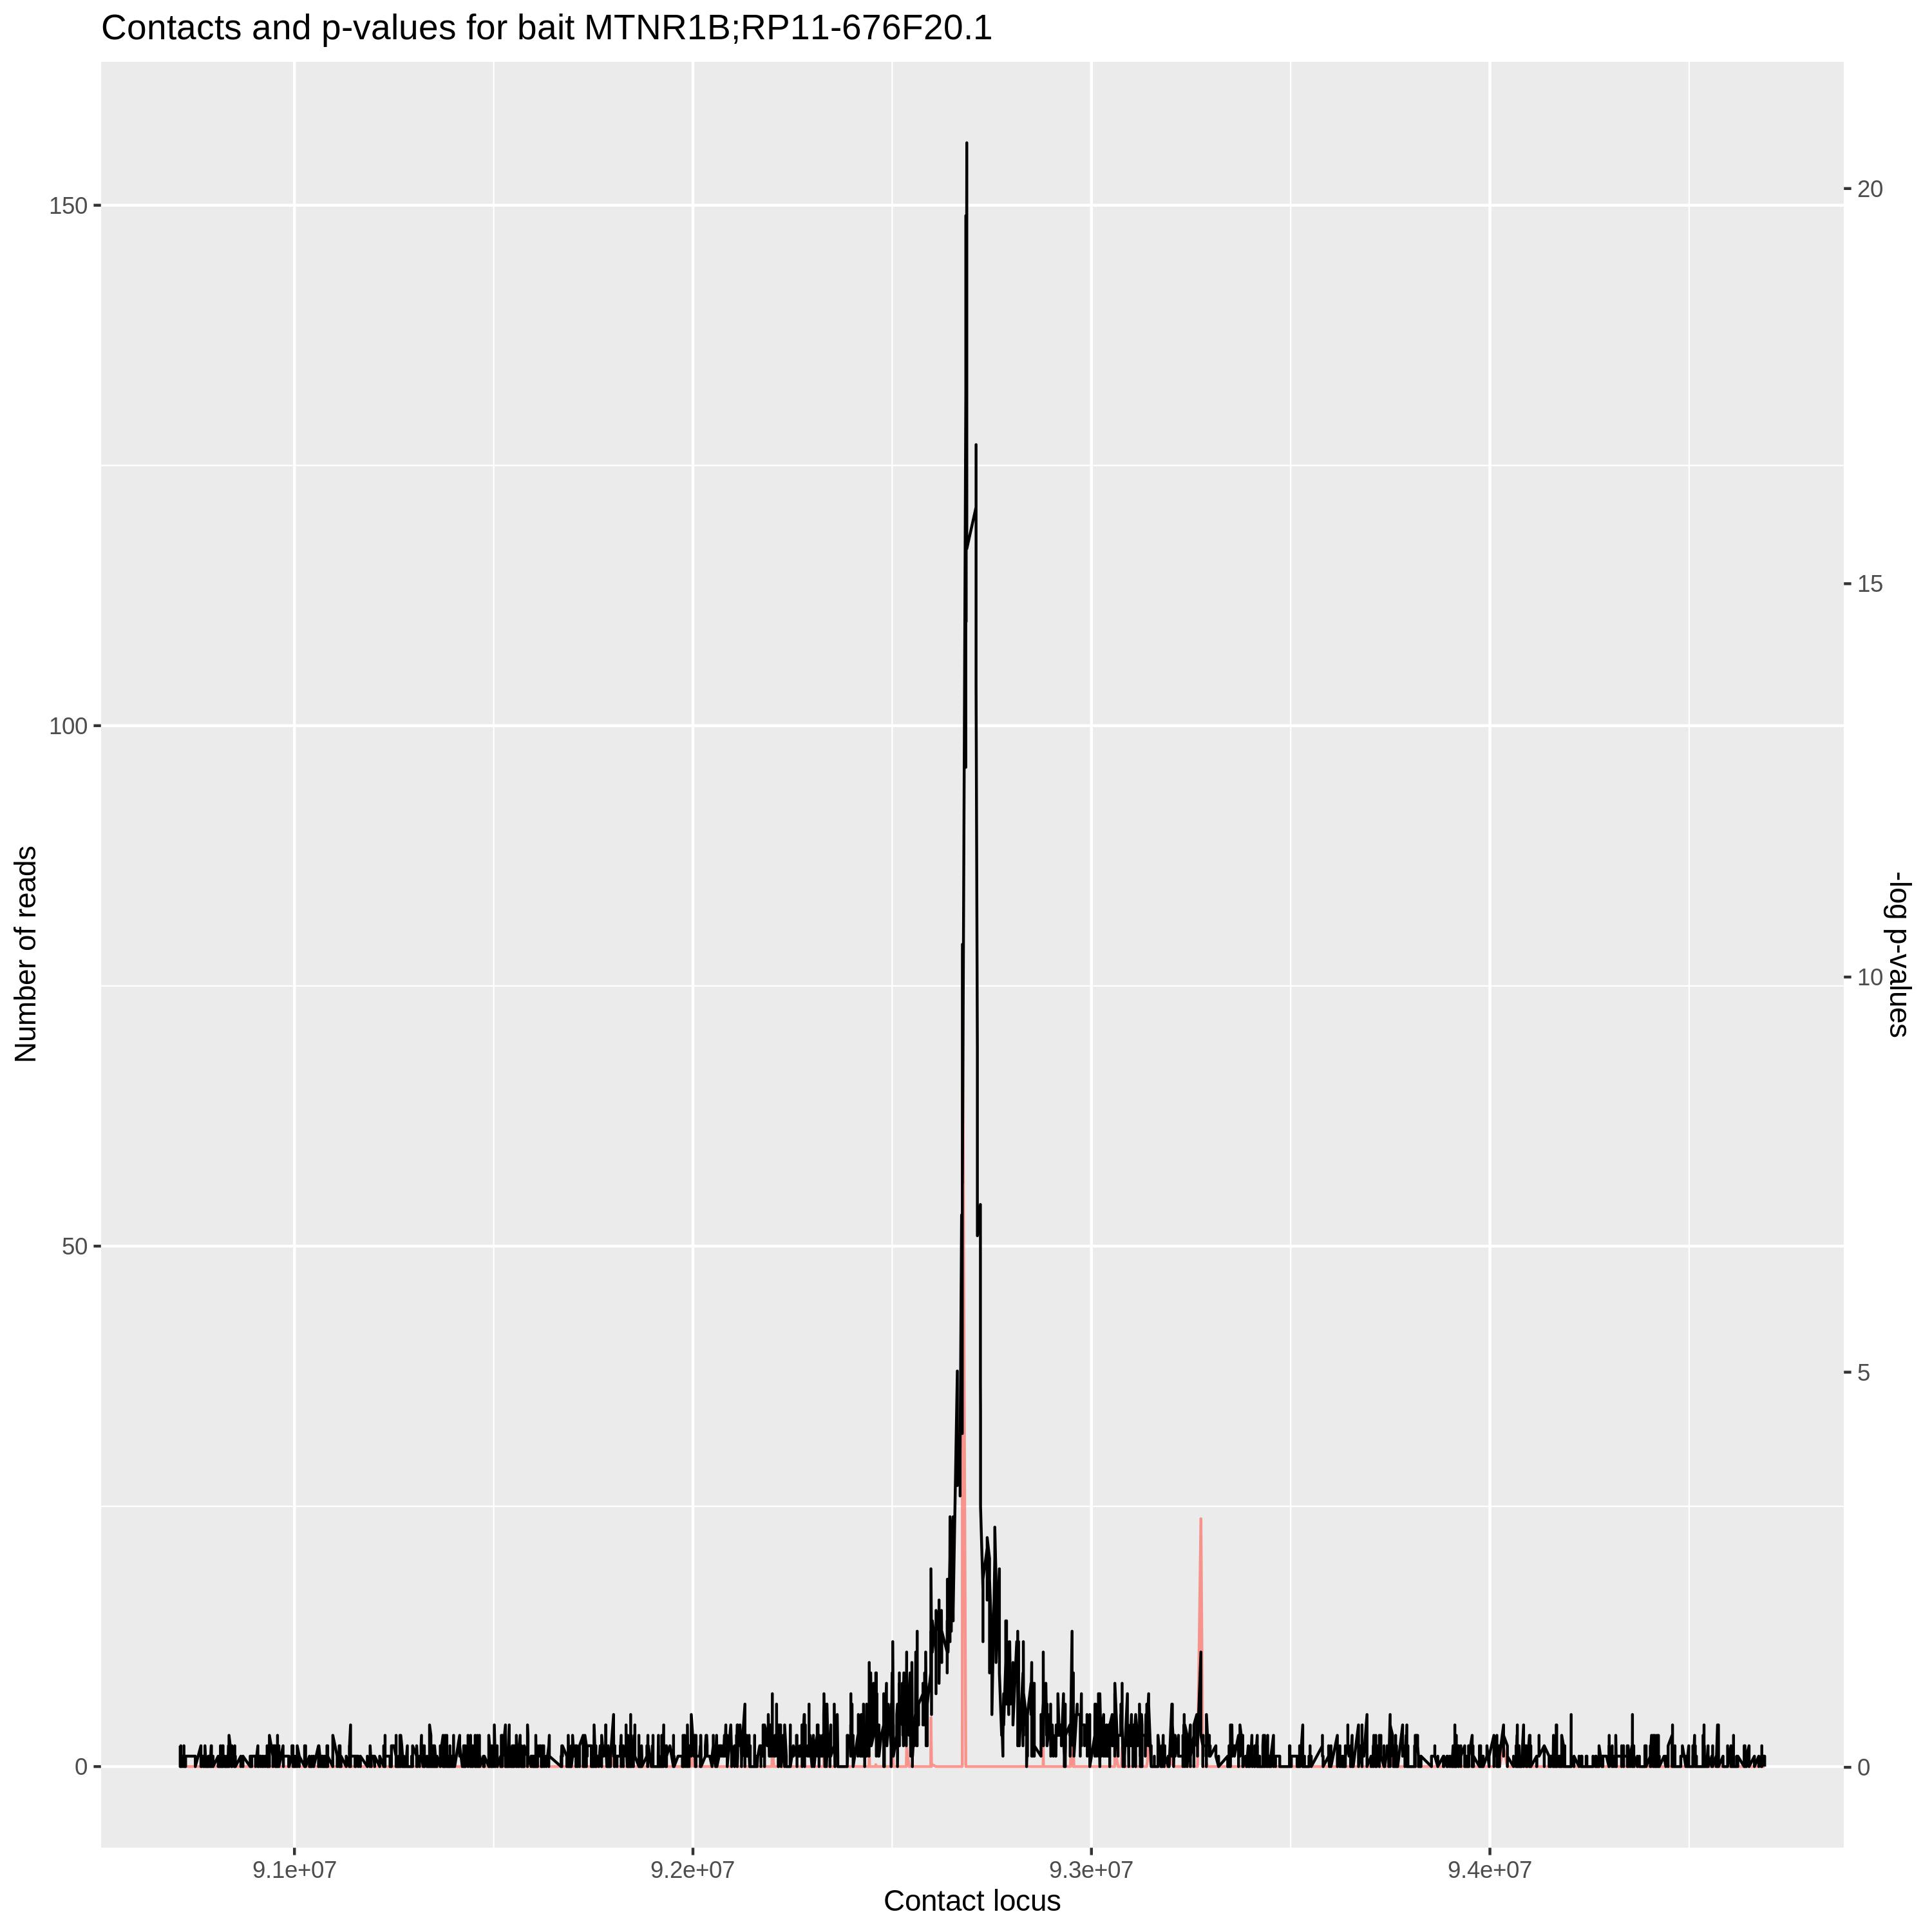 Contacts and p-values for bait MTNR1B;RP11-676F20.1
150
100
50
0
Number of reads
20
15
10
5
0
-log p-values
9.1e+07
9.2e+07
9.3e+07
9.4e+07
Contact locus